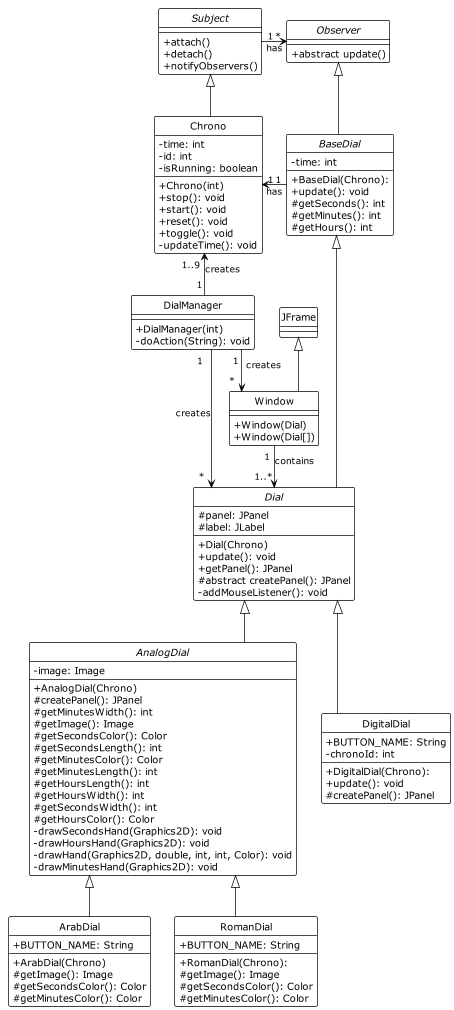 Subject
+attach()
+detach()
+notifyObservers()
1 *
has
Observer
+abstract update()
Chrono
-time: int
-id: int
-isRunning: boolean
+Chrono(int)
+stop(): void
+start(): void
+reset(): void
+toggle(): void
-updateTime(): void
1 1
has
BaseDial
-time: int
+BaseDial(Chrono):
+update(): void
#getSeconds(): int
#getMinutes(): int
#getHours(): int
1..9
creates
1
DialManager
+DialManager(int)
-doAction(String): void
JFrame
1
1
creates
*
Window
+Window(Dial)
+Window(Dial[])
creates
1
contains
*
1..*
Dial
#panel: JPanel
#label: JLabel
+Dial(Chrono)
+update(): void
+getPanel(): JPanel
#abstract createPanel(): JPanel
-addMouseListener(): void
AnalogDial
-image: Image
+AnalogDial(Chrono)
#createPanel(): JPanel
#getMinutesWidth(): int
#getImage(): Image
#getSecondsColor(): Color
#getSecondsLength(): int
#getMinutesColor(): Color
#getMinutesLength(): int
#getHoursLength(): int
#getHoursWidth(): int
#getSecondsWidth(): int
#getHoursColor(): Color
-drawSecondsHand(Graphics2D): void
-drawHoursHand(Graphics2D): void
-drawHand(Graphics2D, double, int, int, Color): void
-drawMinutesHand(Graphics2D): void
DigitalDial
+BUTTON_NAME: String
-chronoId: int
+DigitalDial(Chrono):
+update(): void
#createPanel(): JPanel
ArabDial
+BUTTON_NAME: String
+ArabDial(Chrono)
#getImage(): Image
#getSecondsColor(): Color
#getMinutesColor(): Color
RomanDial
+BUTTON_NAME: String
+RomanDial(Chrono):
#getImage(): Image
#getSecondsColor(): Color
#getMinutesColor(): Color